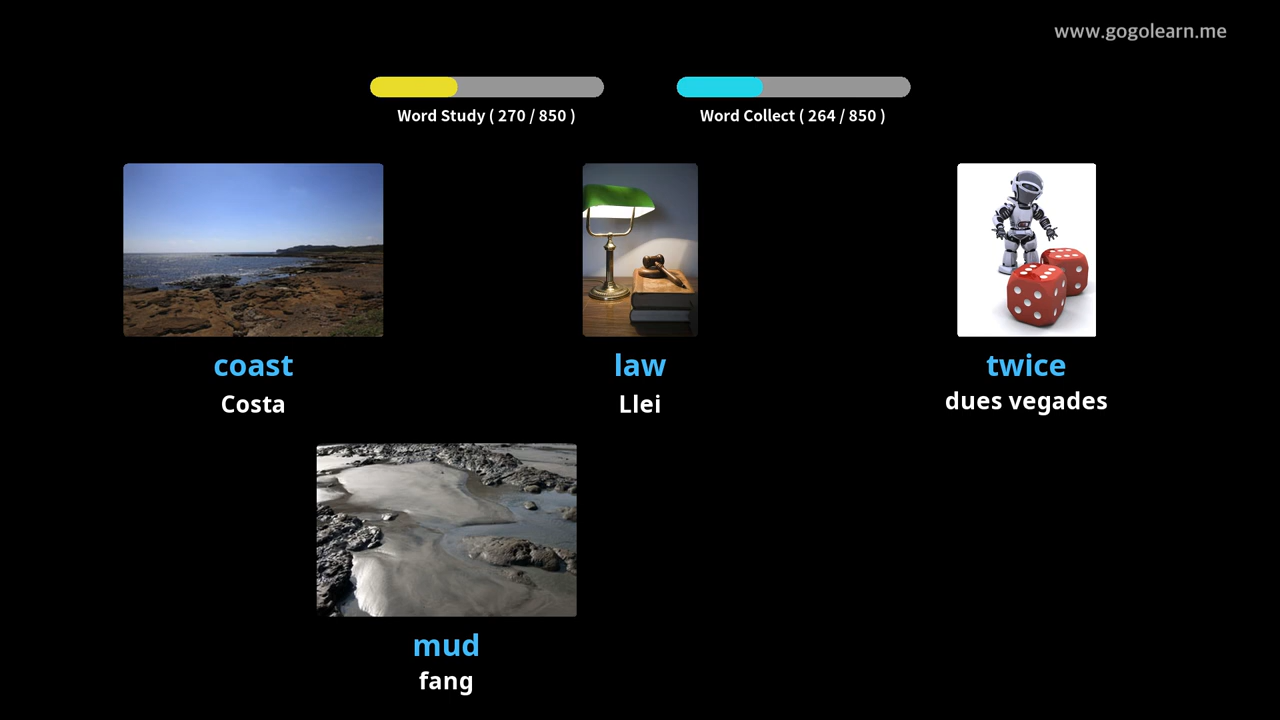 www.gogolearn.me
Word Study ( 270 / 850 )
Word Collect ( 264 / 850 )
coast
Costa
law
Llei
twice
dues vegades
mud
fang